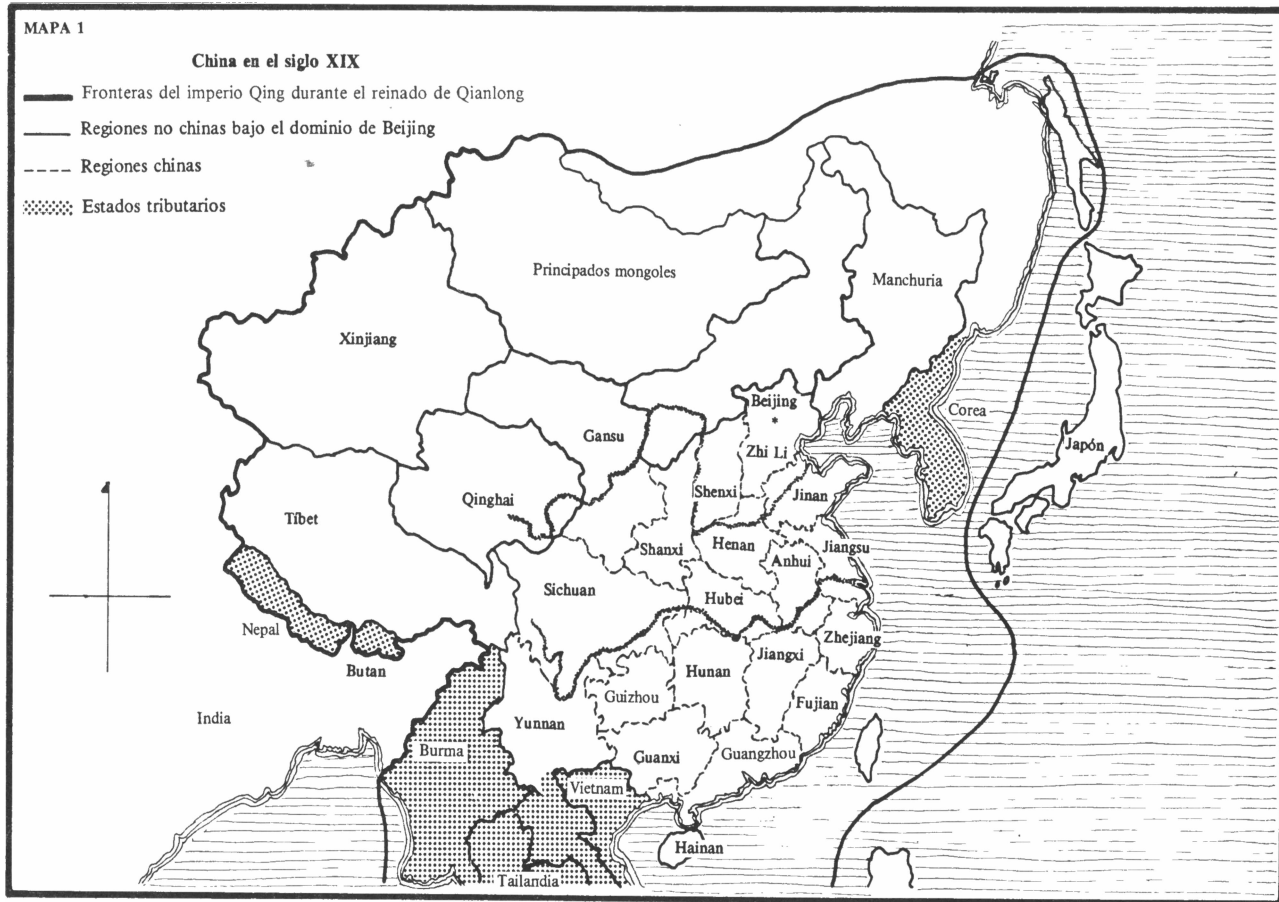 MAPA 1
China en el siglo XIX
Fronteras del imperio Qing durante el reinado de Qianlong
Regiones no chinas bajo el dominio de Beijing
Regiones chinas
Estados tributarios
Principados mongoles
Manchuria
Xinjiang
Beijing
Corea
Gansu
Japón
Zhi Li
Shenxi
Jinan
Qinghai
Tíbet
Shanxi
Henan
Jiangsu
Anhui
Sichuan
Hubei
Nepal
Zhejiang
Butan
Hunan
Jiangxi
Guizhou
Fujian
India
Yunnan
Burma
Guanxi
Guangzhou
Vietnam
Hainan
Tailandia